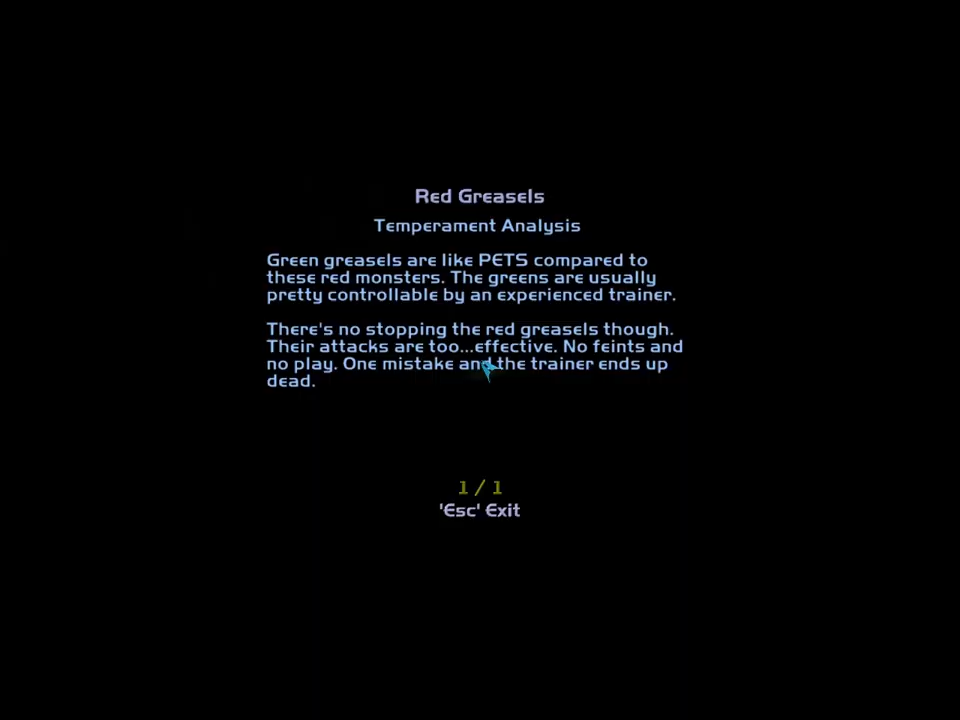 Red Greasels
Temperament Analysis
Green greasels are like PETS compared to
these red monsters. The greens are usually
pretty controllable by an experienced trainer.
There's no stopping the red greasels though.
Their attacks are too...effective. No feints and
no play. One mistake and the trainer ends up
dead.
1 / 1
'Esc' Exit